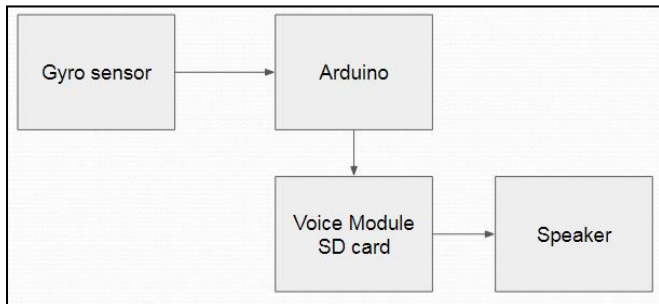 Gyro sensor
Arduino
Voice Module
SD card
Speaker